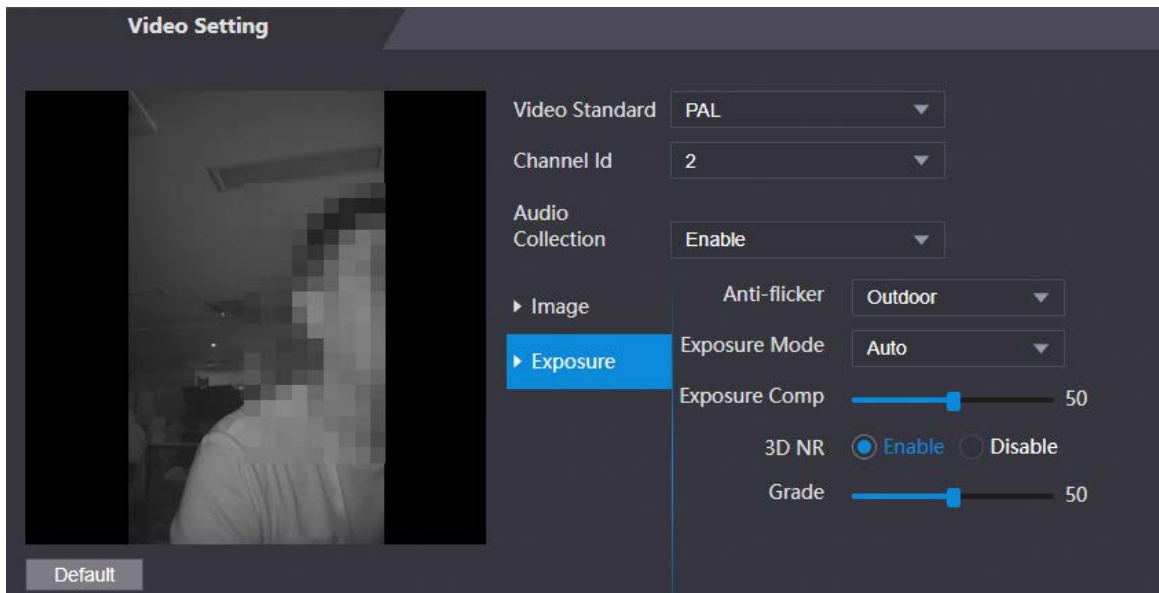 Video Setting
Video Standard PAL
Channel Id 2
Audio
Collection Enable
Anti-flicker Outdoor
Image
Exposure Mode Auto
Exposure
Exposure Comp 50
3D NR Enable Disable
Grade 50
Default